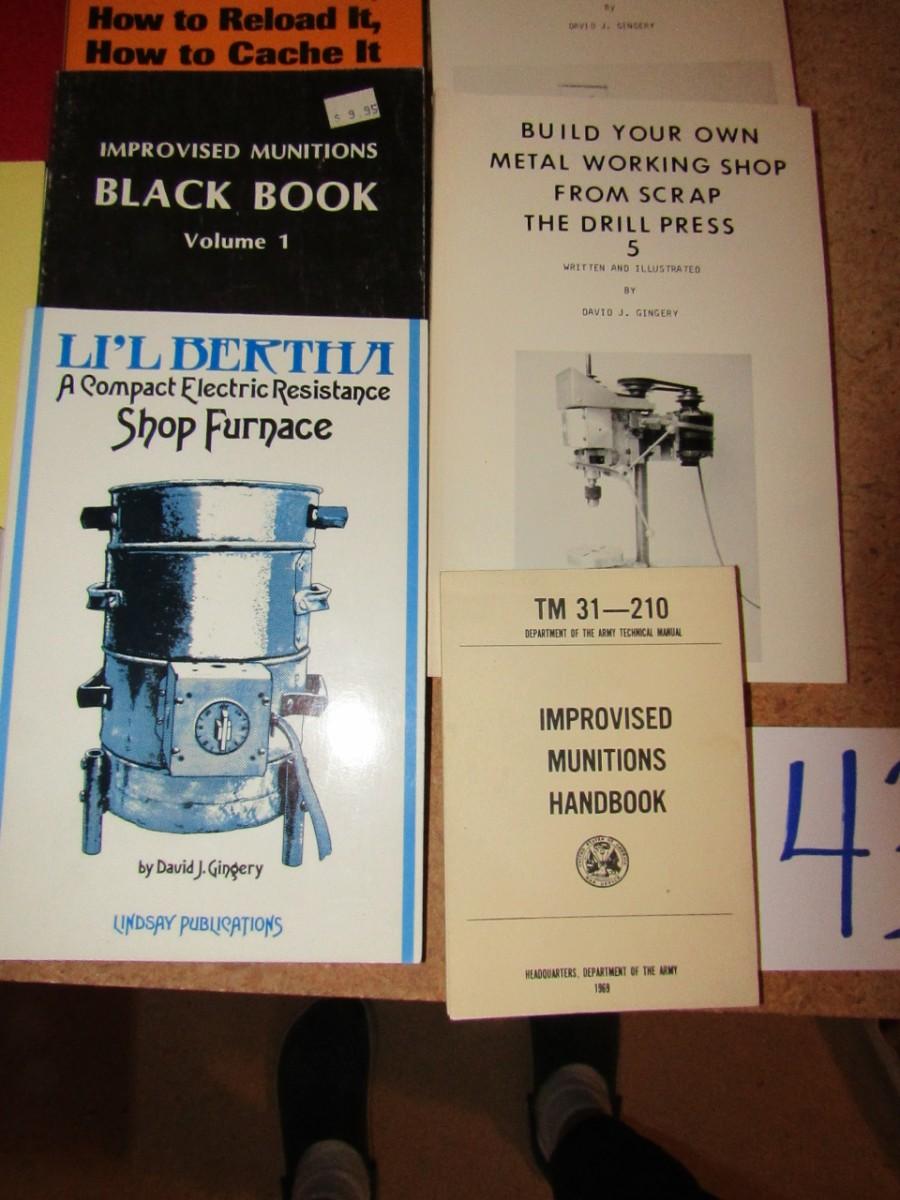 How to Reload It,
How to Cache It
By
DAVID J. GINGERY
$ 9.95
IMPROVISED MUNITIONS
BLACK BOOK
Volume 1
BUILD YOUR OWN
METAL WORKING SHOP
FROM SCRAP
THE DRILL PRESS
5
WRITTEN AND ILLUSTRATED
BY
DAVID J. GINGERY
LI'L BERTHA
A Compact Electric Resistance
Shop Furnace
by David J. Gingery
LINDSAY PUBLICATIONS
TM 31—210
DEPARTMENT OF THE ARMY TECHNICAL MANUAL
IMPROVISED
MUNITIONS
HANDBOOK
HEADQUARTERS, DEPARTMENT OF THE ARMY
1969
4